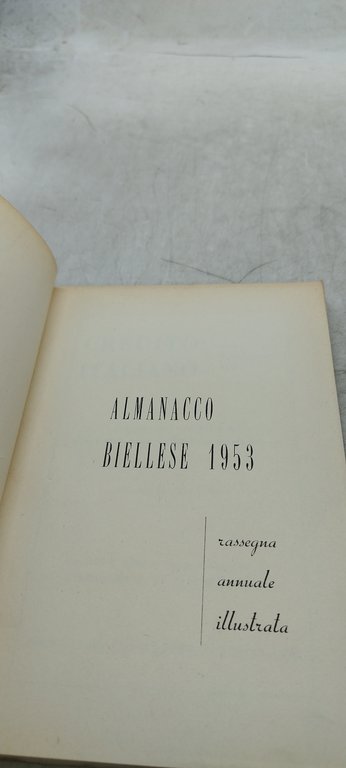 ALMANACCO
BIELLESE 1953
rassegna
annuale
illustrata